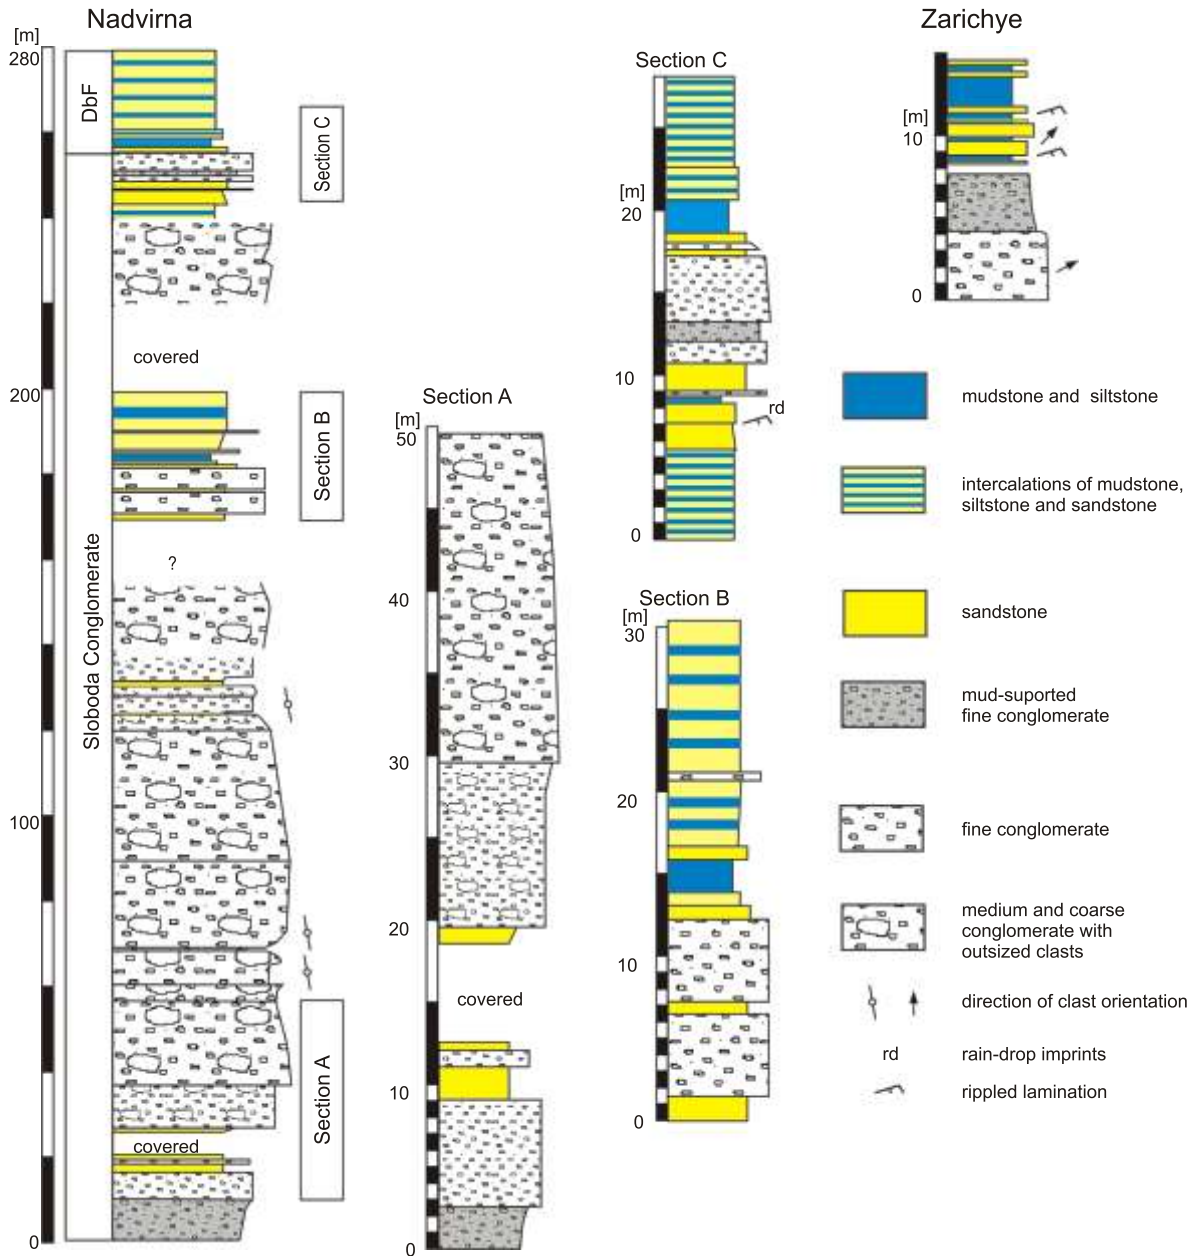 Nadvirna
[m]
280
200
100
0
DbF
Sloboda Conglomerate
covered
?
covered
Section C
Section B
Section A
Section A
[m]
50
40
30
20
10
0
covered
Section C
[m]
20
10
0
rd
Section B
[m]
30
20
10
0
Zarichye
[m]
10
0
mudstone and siltstone
intercalations of mudstone,
siltstone and sandstone
sandstone
mud-suported
fine conglomerate
fine conglomerate
medium and coarse
conglomerate with
outsized clasts
direction of clast orientation
rd rain-drop imprints
rippled lamination